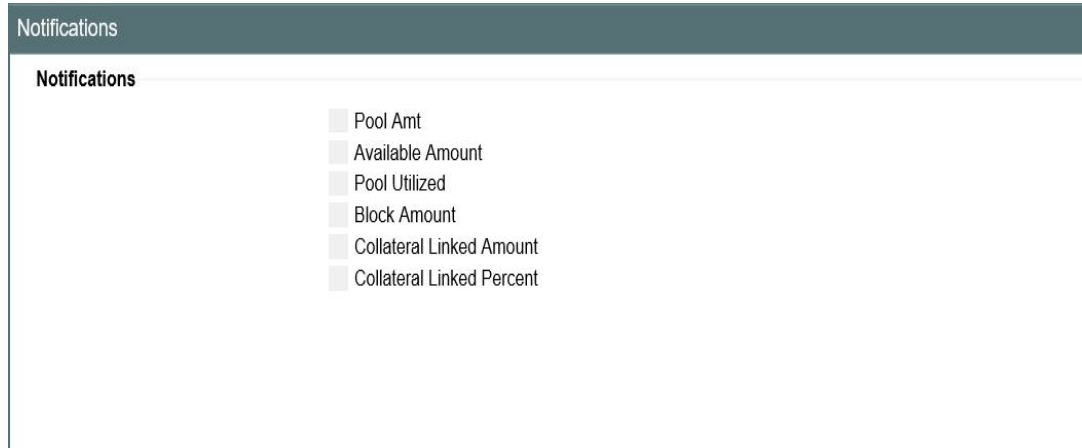 Notifications
Notifications
Pool Amt
Available Amount
Pool Utilized
Block Amount
Collateral Linked Amount
Collateral Linked Percent